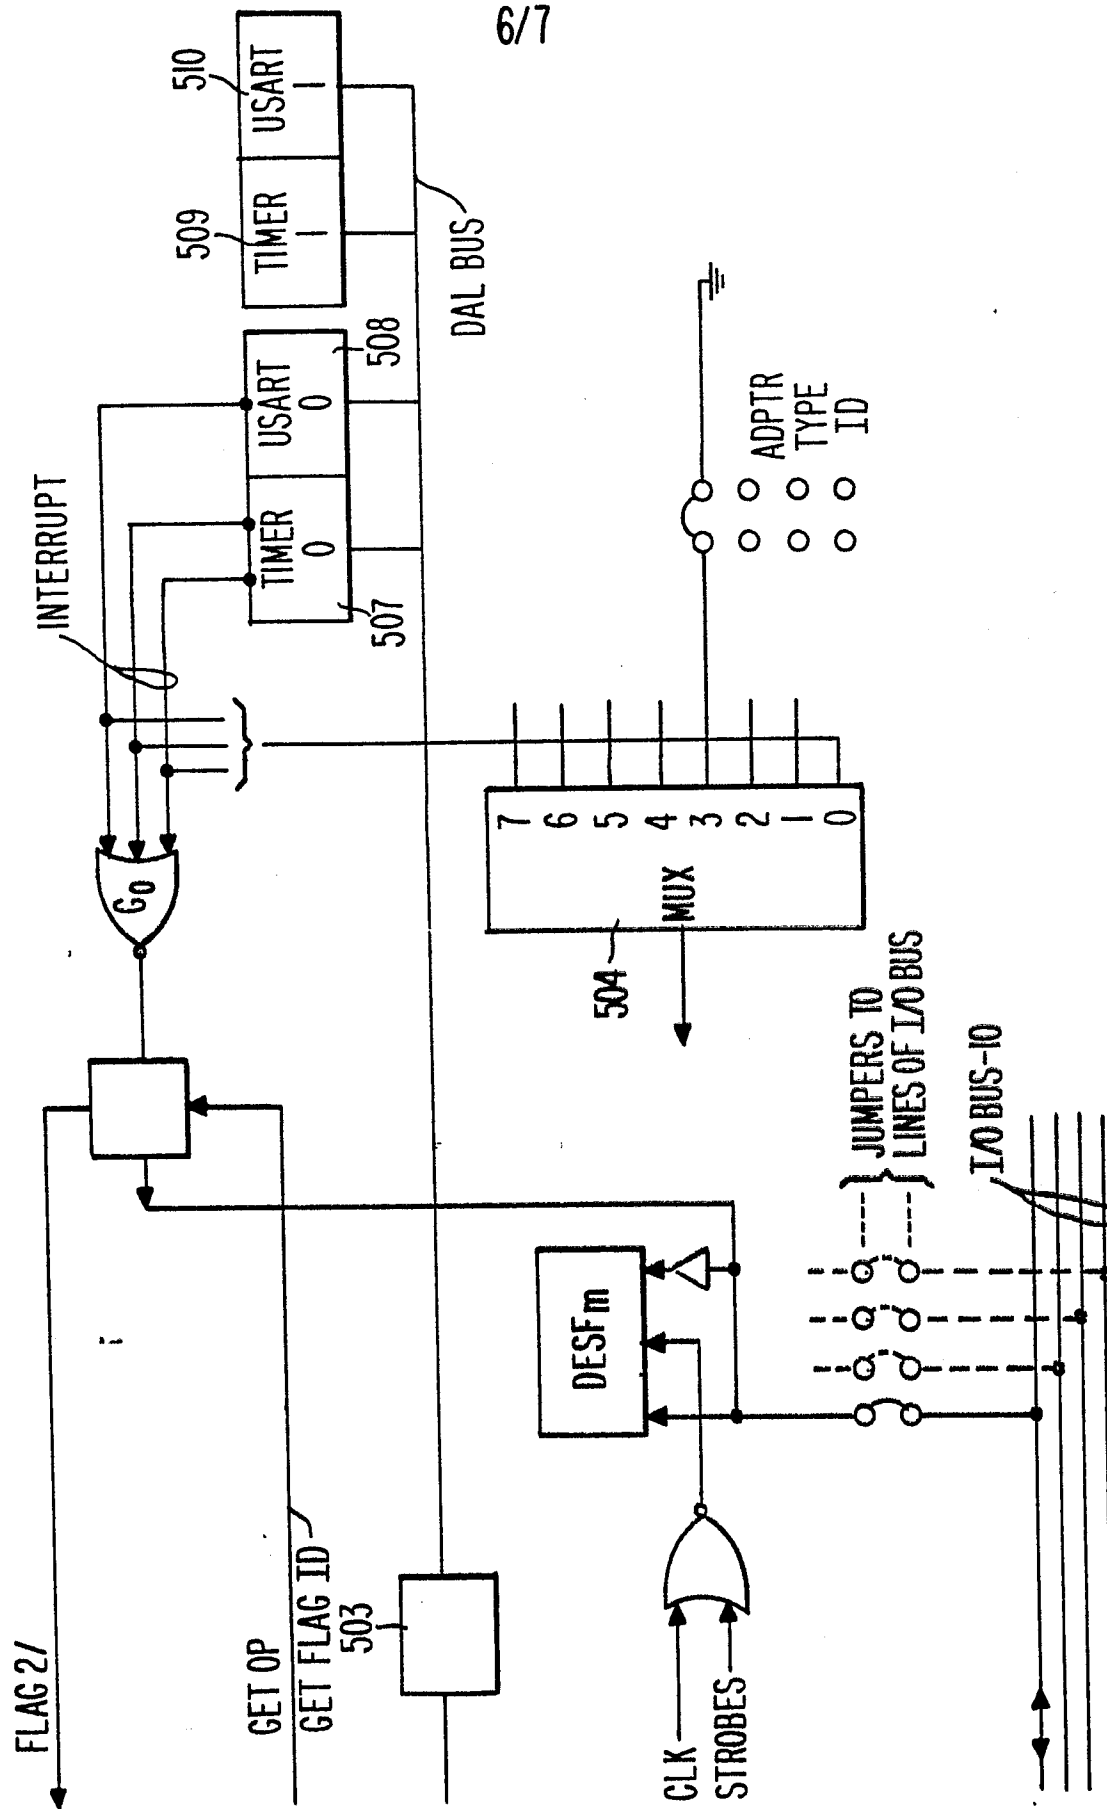 6/7
FLAG 2/
GET OP
GET FLAG ID
503
CLK
STROBES
G0
INTERRUPT
TIMER
0
507
USART
0
508
TIMER
1
509
USART
1
510
DAL BUS
DESFm
504
MUX
7
6
5
4
3
2
1
0
ADPTR
TYPE
ID
JUMPERS TO
LINES OF I/O BUS
I/O BUS-10